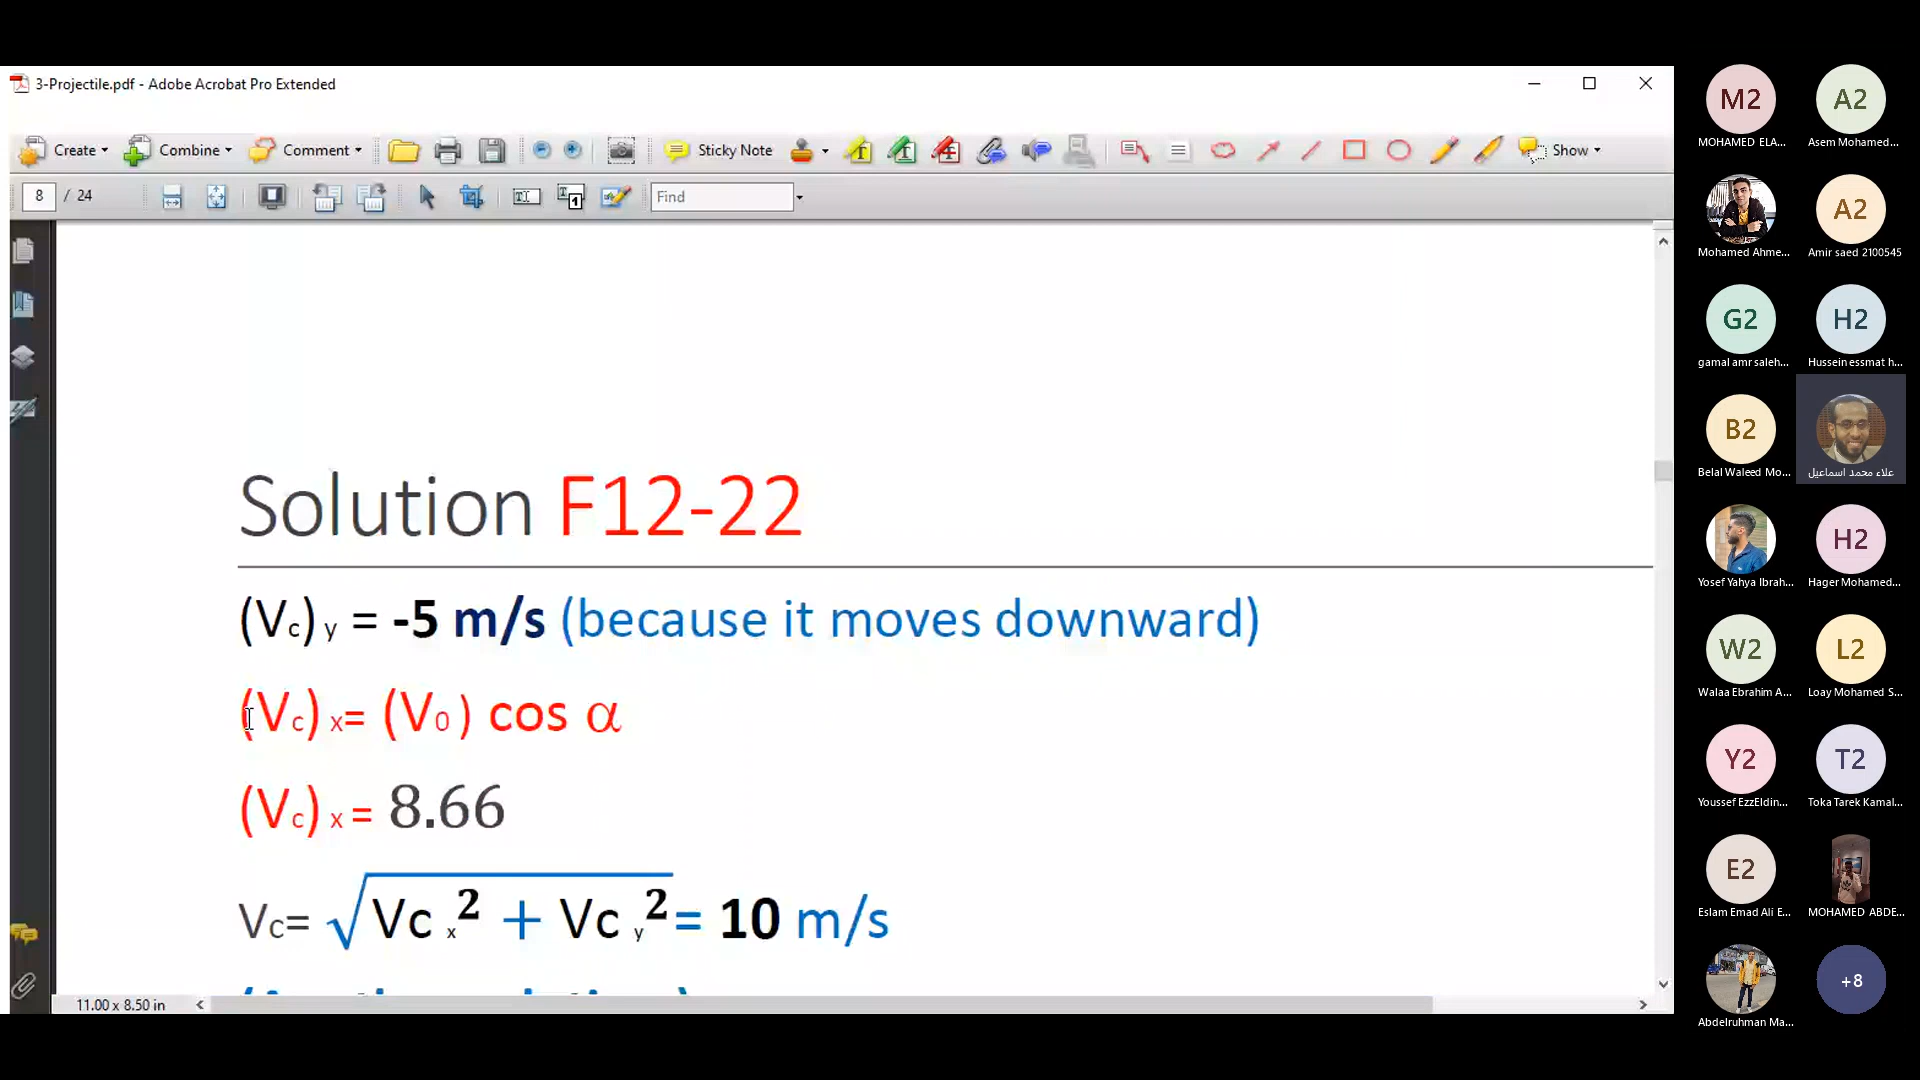 3-Projectile.pdf - Adobe Acrobat Pro Extended
Create Combine Comment Sticky Note Show
8 / 24 Find
Solution F12-22
(Vc) y = -5 m/s (because it moves downward)
(Vc) x= (V0 ) cos α
(Vc) x = 8.66
Vc= √Vc x² + Vc y² = 10 m/s
11.00 x 8.50 in
M2 A2
MOHAMED ELA... Asem Mohamed...
A2
Mohamed Ahme... Amir saed 2100545
G2 H2
gamal amr saleh... Hussein essmat h...
B2
Belal Waleed Mo... علاء محمد اسماعيل
H2
Yosef Yahya Ibrah... Hager Mohamed...
W2 L2
Walaa Ebrahim A... Loay Mohamed S...
Y2 T2
Youssef EzzEldin... Toka Tarek Kamal...
E2
Eslam Emad Ali E... MOHAMED ABDE...
+8
Abdelruhman Ma...